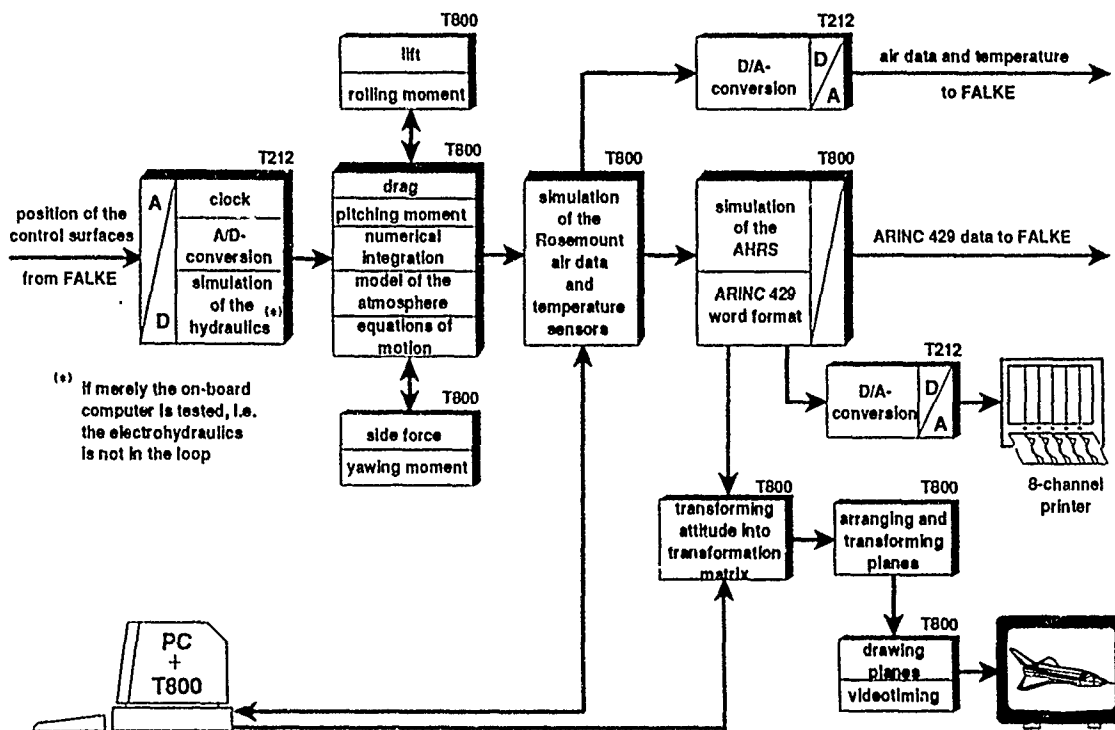 T800
lift
rolling moment
T212
D/A-
conversion
D
A
air data and temperature
to FALKE
position of the
control surfaces
from FALKE
T212
A
D
clock
A/D-
conversion
simulation
of the
hydraulics (*)
T800
drag
pitching moment
numerical
integration
model of the
atmosphere
equations of
motion
T800
simulation
of the
Rosemount
air data
and
temperature
sensors
T800
simulation
of the
AHRS
ARINC 429
word format
ARINC 429 data to FALKE
(*) If merely the on-board
computer is tested, i.e.
the electrohydraulics
is not in the loop
T800
side force
yawing moment
T212
D/A-
conversion
D
A
8-channel
printer
T800
transforming
attitude into
transformation
matrix
T800
arranging and
transforming
planes
T800
drawing
planes
videotiming
PC
+
T800